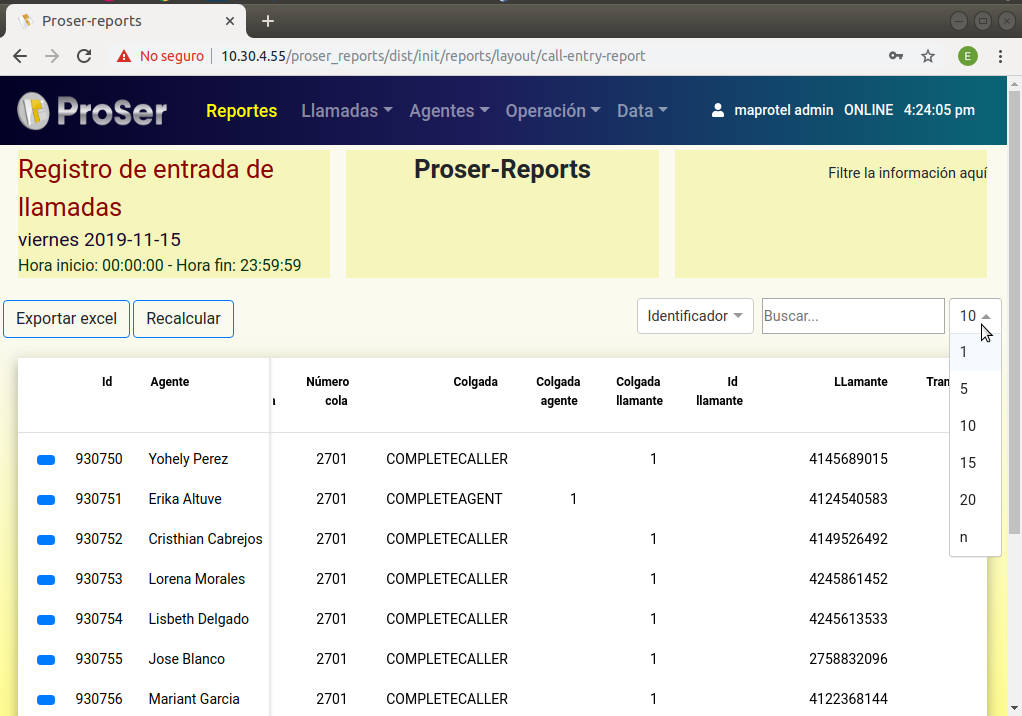 Proser-reports
No seguro
10.30.4.55/proser_reports/dist/init/reports/layout/call-entry-report
E
ProSer Reportes Llamadas Agentes Operación Data maprotel admin ONLINE 4:24:05 pm
Registro de entrada de
llamadas
viernes 2019-11-15
Hora inicio: 00:00:00 - Hora fin: 23:59:59
Proser-Reports
Filtre la información aquí
Exportar excel Recalcular Identificador Buscar... 10
1
5
10
15
20
n
Id Agente Número cola Colgada Colgada agente Colgada llamante Id llamante LLamante Tran
930750 Yohely Perez 2701 COMPLETECALLER 1 4145689015
930751 Erika Altuve 2701 COMPLETEAGENT 1 4124540583
930752 Cristhian Cabrejos 2701 COMPLETECALLER 1 4149526492
930753 Lorena Morales 2701 COMPLETECALLER 1 4245861452
930754 Lisbeth Delgado 2701 COMPLETECALLER 1 4245613533
930755 Jose Blanco 2701 COMPLETECALLER 1 2758832096
930756 Mariant Garcia 2701 COMPLETECALLER 1 4122368144